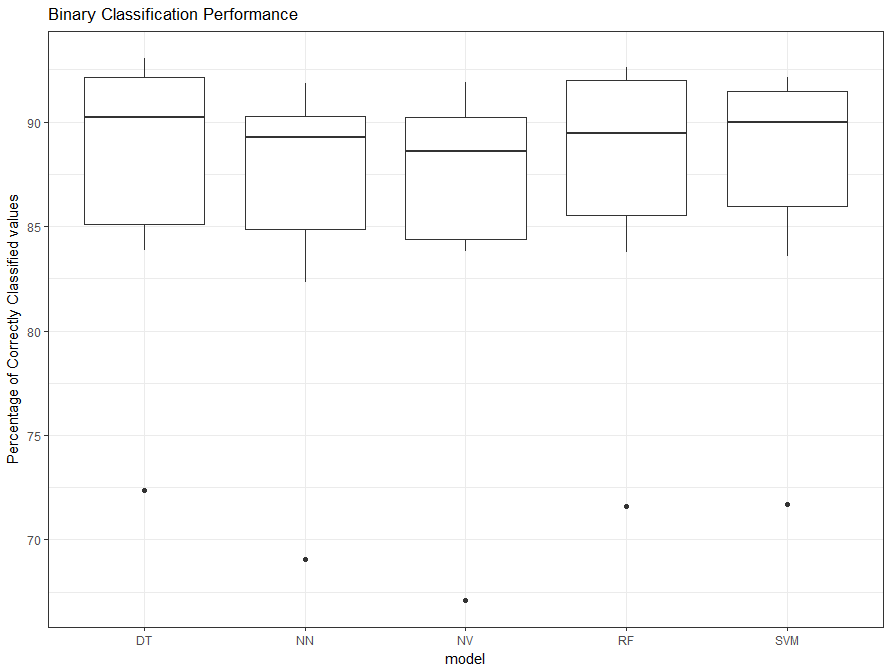 Binary Classification Performance
Percentage of Correctly Classified values
90
85
80
75
70
DT NN NV RF SVM
model